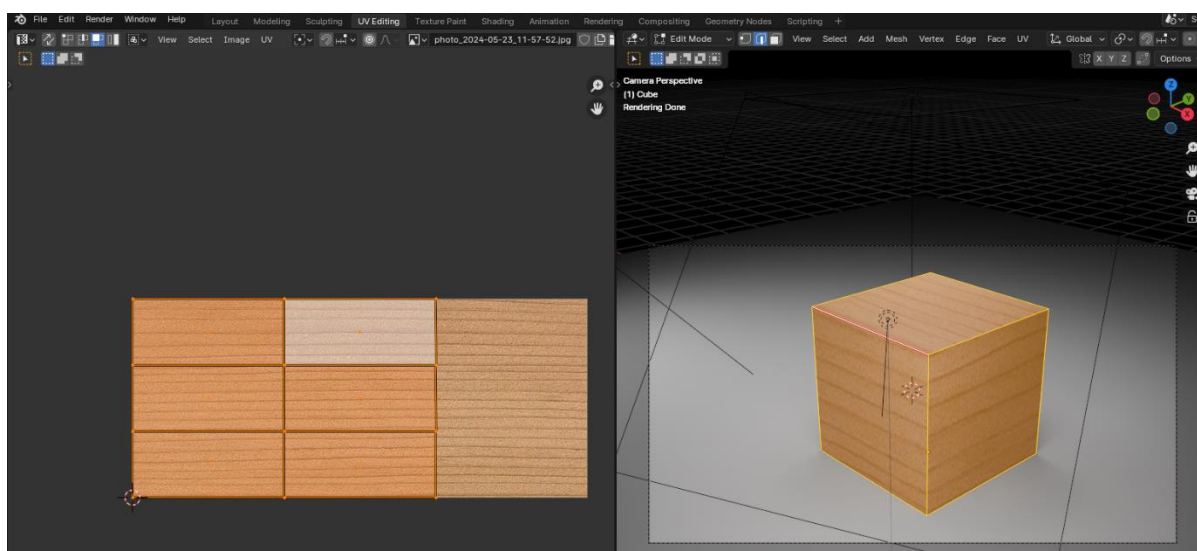 File Edit Render Window Help Layout Modeling Sculpting UV Editing Texture Paint Shading Animation Rendering Compositing Geometry Nodes Scripting + S
View Select Image UV photo_2024-05-23_11-57-52.jpg Edit Mode View Select Add Mesh Vertex Edge Face UV Global
X Y Z Options
Camera Perspective
(1) Cube
Rendering Done
Z
Y
X